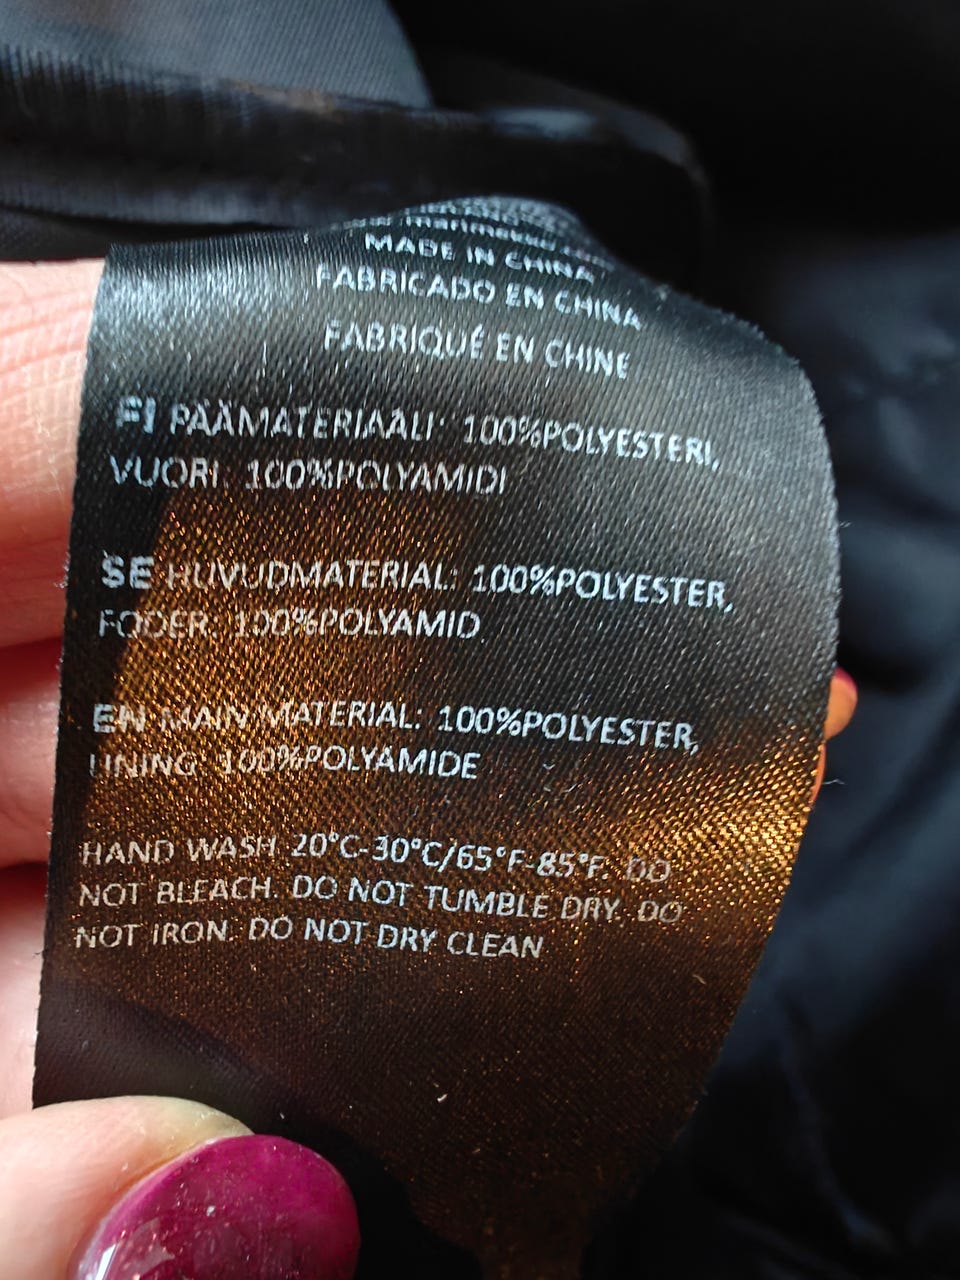 MADE IN CHINA
FABRICADO EN CHINA
FABRIQUÉ EN CHINE
FI PÄÄMATERIAALI: 100%POLYESTERI,
VUORI: 100%POLYAMIDI
SE HUVUDMATERIAL: 100%POLYESTER,
FODER: 100%POLYAMID
EN MAIN MATERIAL: 100%POLYESTER,
LINING: 100%POLYAMIDE
HAND WASH 20°C-30°C/65°F-85°F. DO
NOT BLEACH. DO NOT TUMBLE DRY. DO
NOT IRON. DO NOT DRY CLEAN